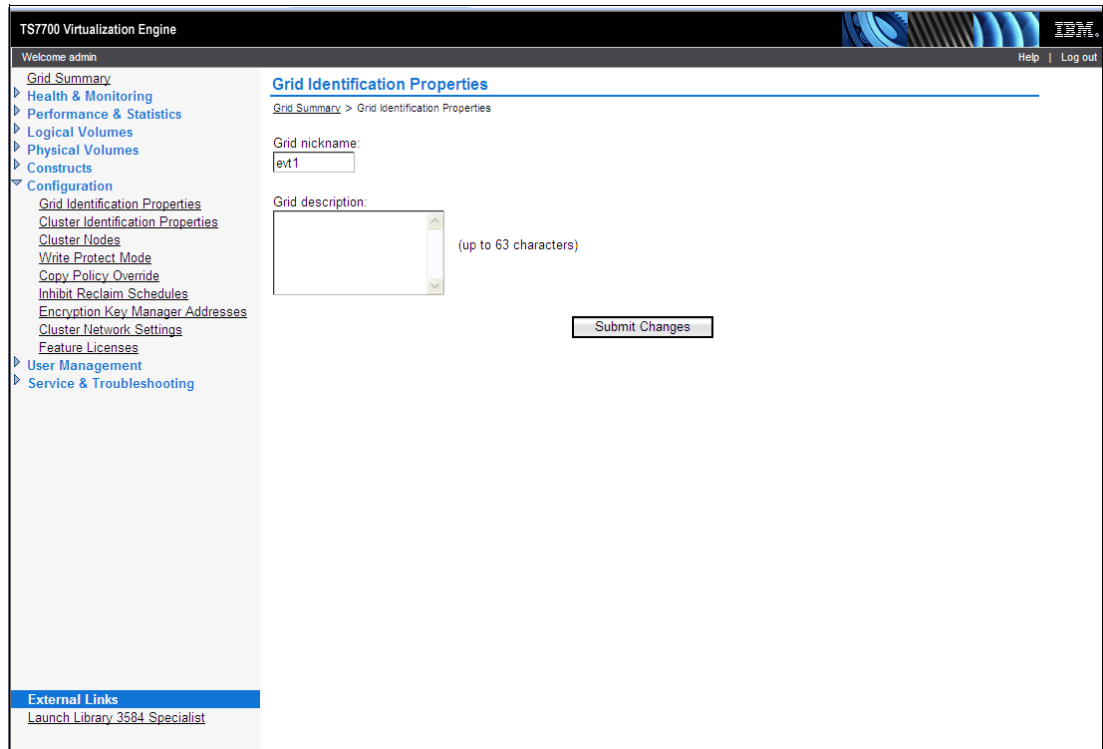 TS7700 Virtualization Engine
IBM.
Welcome admin
Help | Log out
Grid Summary
Health & Monitoring
Performance & Statistics
Logical Volumes
Physical Volumes
Constructs
Configuration
Grid Identification Properties
Cluster Identification Properties
Cluster Nodes
Write Protect Mode
Copy Policy Override
Inhibit Reclaim Schedules
Encryption Key Manager Addresses
Cluster Network Settings
Feature Licenses
User Management
Service & Troubleshooting
External Links
Launch Library 3584 Specialist
Grid Identification Properties
Grid Summary > Grid Identification Properties
Grid nickname:
evt1
Grid description:
(up to 63 characters)
Submit Changes